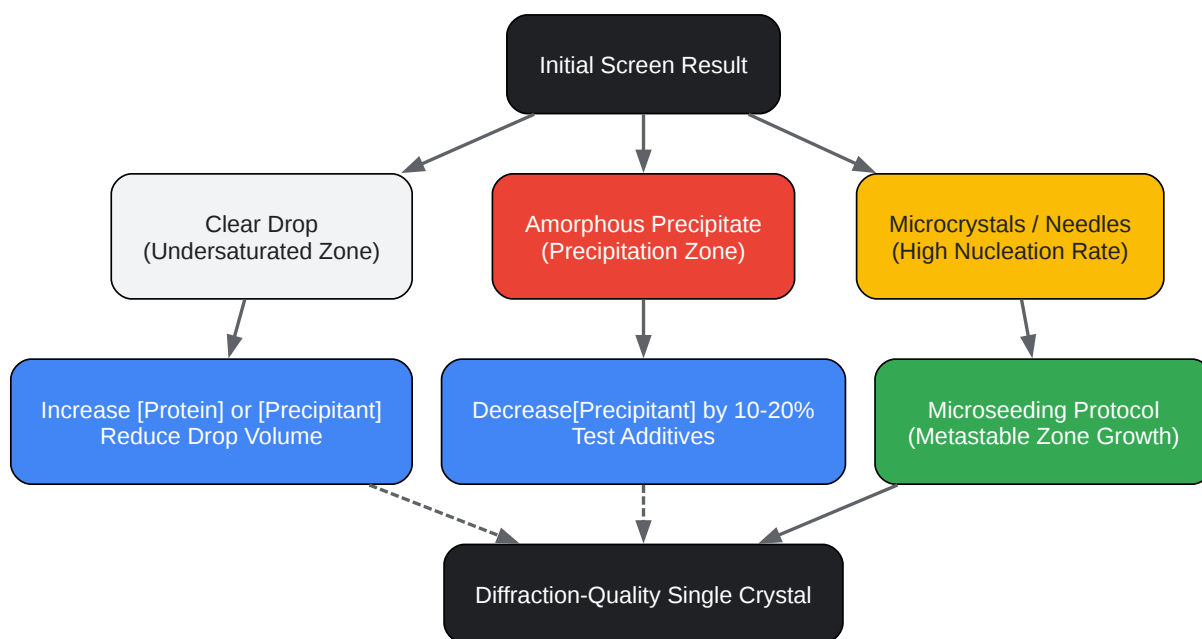 Initial Screen Result
Clear Drop
(Undersaturated Zone)
Amorphous Precipitate
(Precipitation Zone)
Microcrystals / Needles
(High Nucleation Rate)
Increase [Protein] or [Precipitant]
Reduce Drop Volume
Decrease[Precipitant] by 10-20%
Test Additives
Microseeding Protocol
(Metastable Zone Growth)
Diffraction-Quality Single Crystal